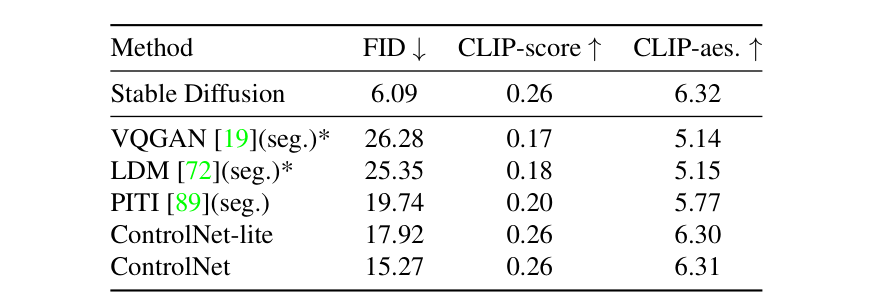 Method FID ↓ CLIP-score ↑ CLIP-aes. ↑
Stable Diffusion 6.09 0.26 6.32
VQGAN [19](seg.)* 26.28 0.17 5.14
LDM [72](seg.)* 25.35 0.18 5.15
PITI [89](seg.) 19.74 0.20 5.77
ControlNet-lite 17.92 0.26 6.30
ControlNet 15.27 0.26 6.31